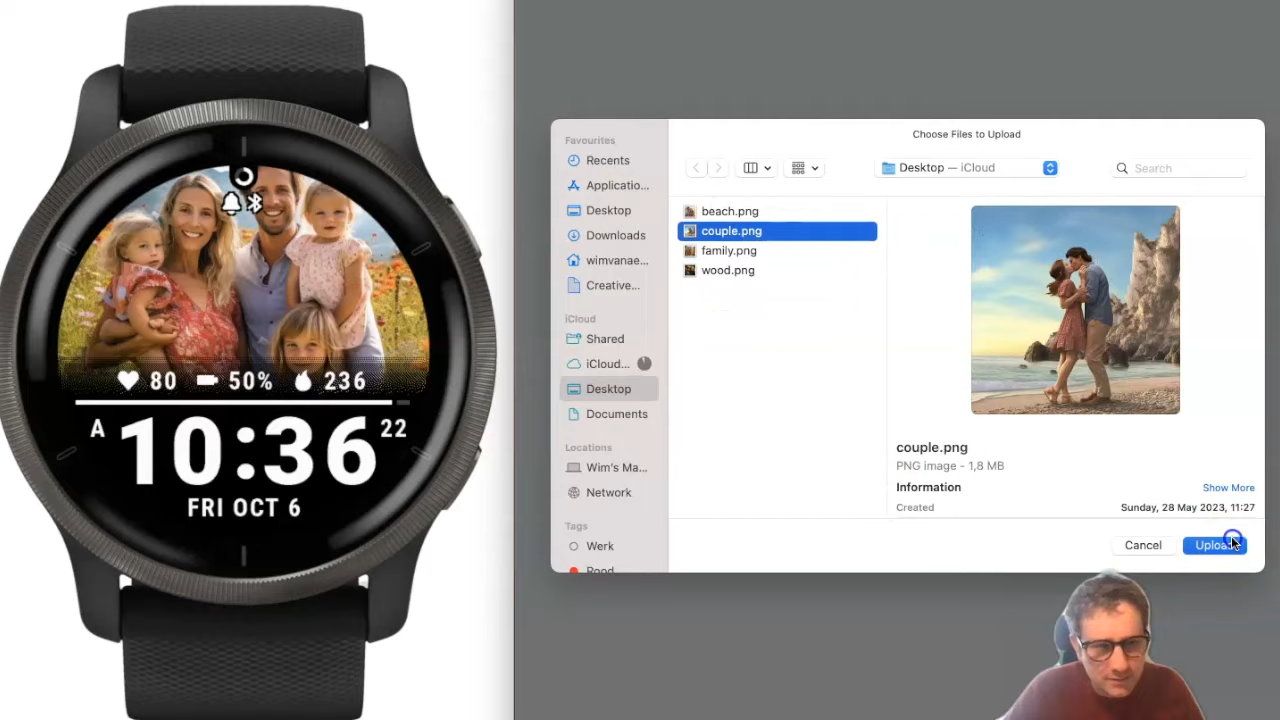 80 50% 236
A 10:36 22
FRI OCT 6
Choose Files to Upload
Favourites
Recents
Applicatio...
Desktop
Downloads
wimvanae...
Creative...
iCloud
Shared
iCloud...
Desktop
Documents
Locations
Wim's Ma...
Network
Tags
Werk
Rood
Desktop — iCloud
Search
beach.png
couple.png
family.png
wood.png
couple.png
PNG image - 1,8 MB
Information
Show More
Created
Sunday, 28 May 2023, 11:27
Cancel
Upload